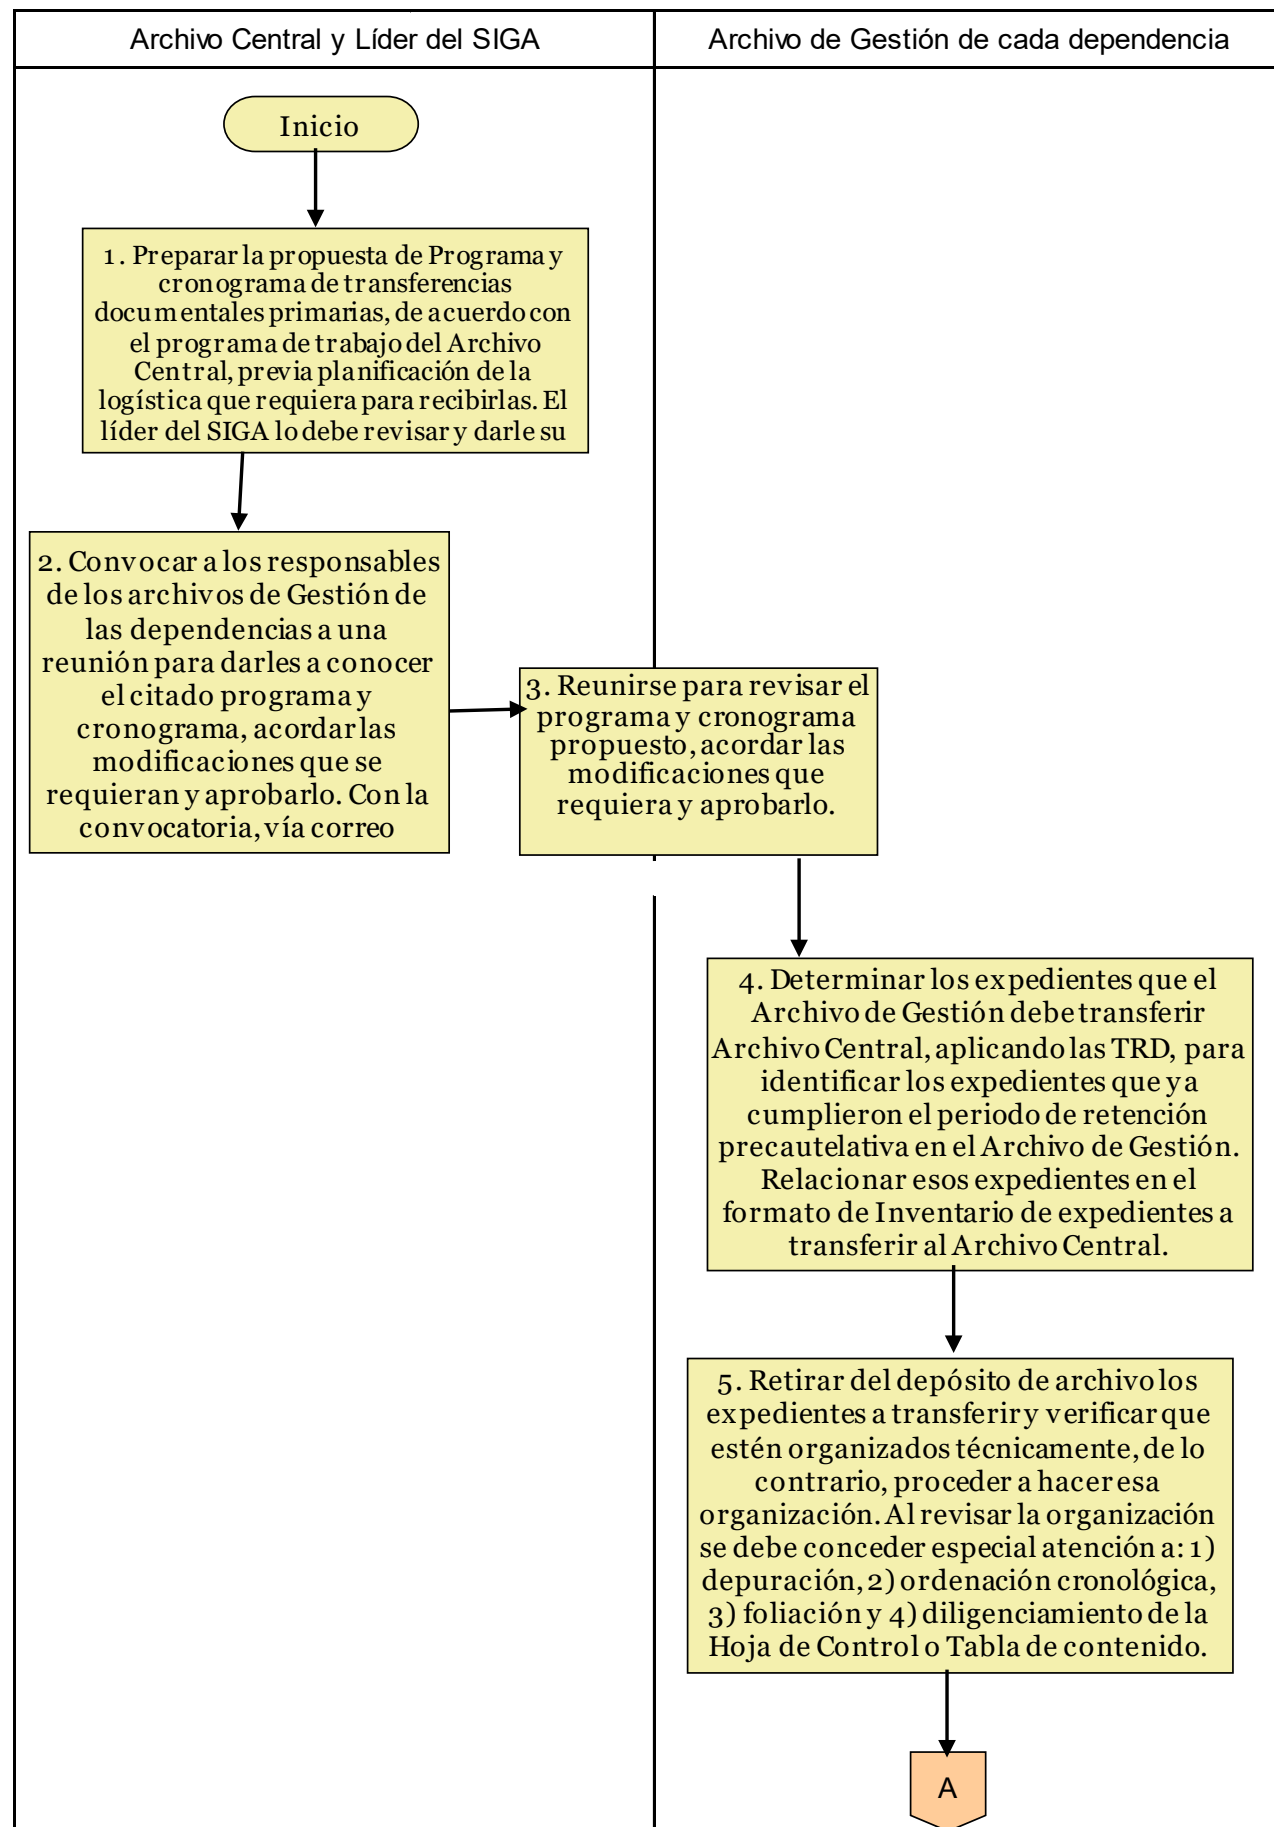 Archivo Central y Líder del SIGA
Archivo de Gestión de cada dependencia
Inicio
1. Preparar la propuesta de Programa y
cronograma de transferencias
documentales primarias, de acuerdo con
el programa de trabajo del Archivo
Central, previa planificación de la
logística que requiera para recibirlas. El
líder del SIGA lo debe revisar y darle su
2. Convocar a los responsables
de los archivos de Gestión de
las dependencias a una
reunión para darles a conocer
el citado programa y
cronograma, acordar las
modificaciones que se
requieran y aprobarlo. Con la
convocatoria, vía correo
3. Reunirse para revisar el
programa y cronograma
propuesto, acordar las
modificaciones que
requiera y aprobarlo.
4. Determinar los expedientes que el
Archivo de Gestión debe transferir
Archivo Central, aplicando las TRD, para
identificar los expedientes que ya
cumplieron el periodo de retención
precautelativa en el Archivo de Gestión.
Relacionar esos expedientes en el
formato de Inventario de expedientes a
transferir al Archivo Central.
5. Retirar del depósito de archivo los
expedientes a transferir y verificar que
estén organizados técnicamente, de lo
contrario, proceder a hacer esa
organización. Al revisar la organización
se debe conceder especial atención a: 1)
depuración, 2) ordenación cronológica,
3) foliación y 4) diligenciamiento de la
Hoja de Control o Tabla de contenido.
A